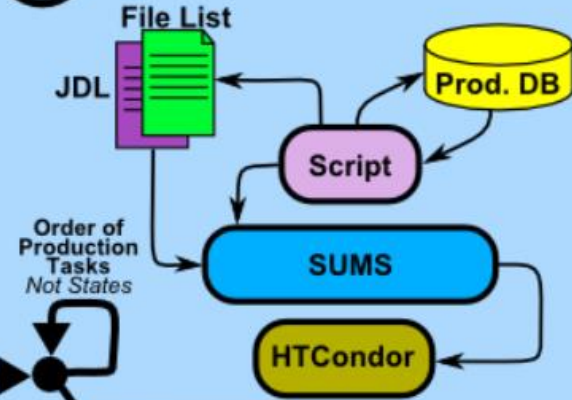 File List
JDL
Prod. DB
Script
Order of
Production
Tasks
Not States
SUMS
HTCondor